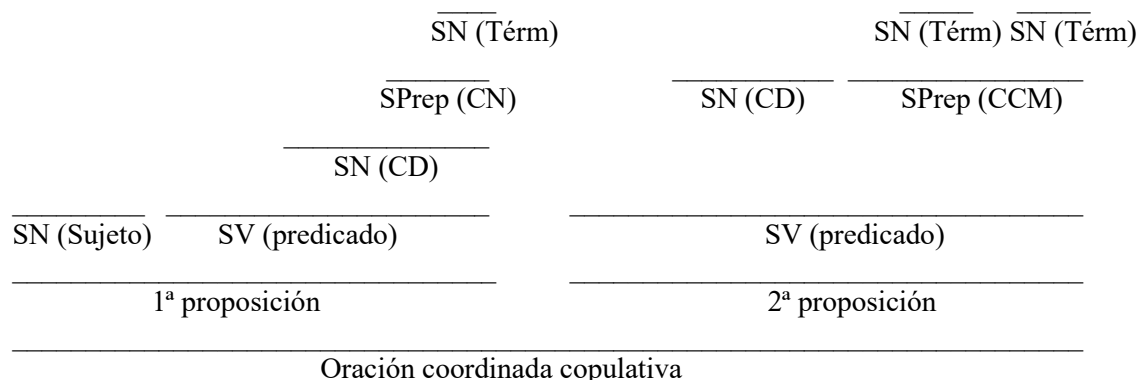 SN (Térm) SN (Térm) SN (Térm)
SPrep (CN) SN (CD) SPrep (CCM)
SN (CD)
SN (Sujeto) SV (predicado) SV (predicado)
1ª proposición 2ª proposición
Oración coordinada copulativa